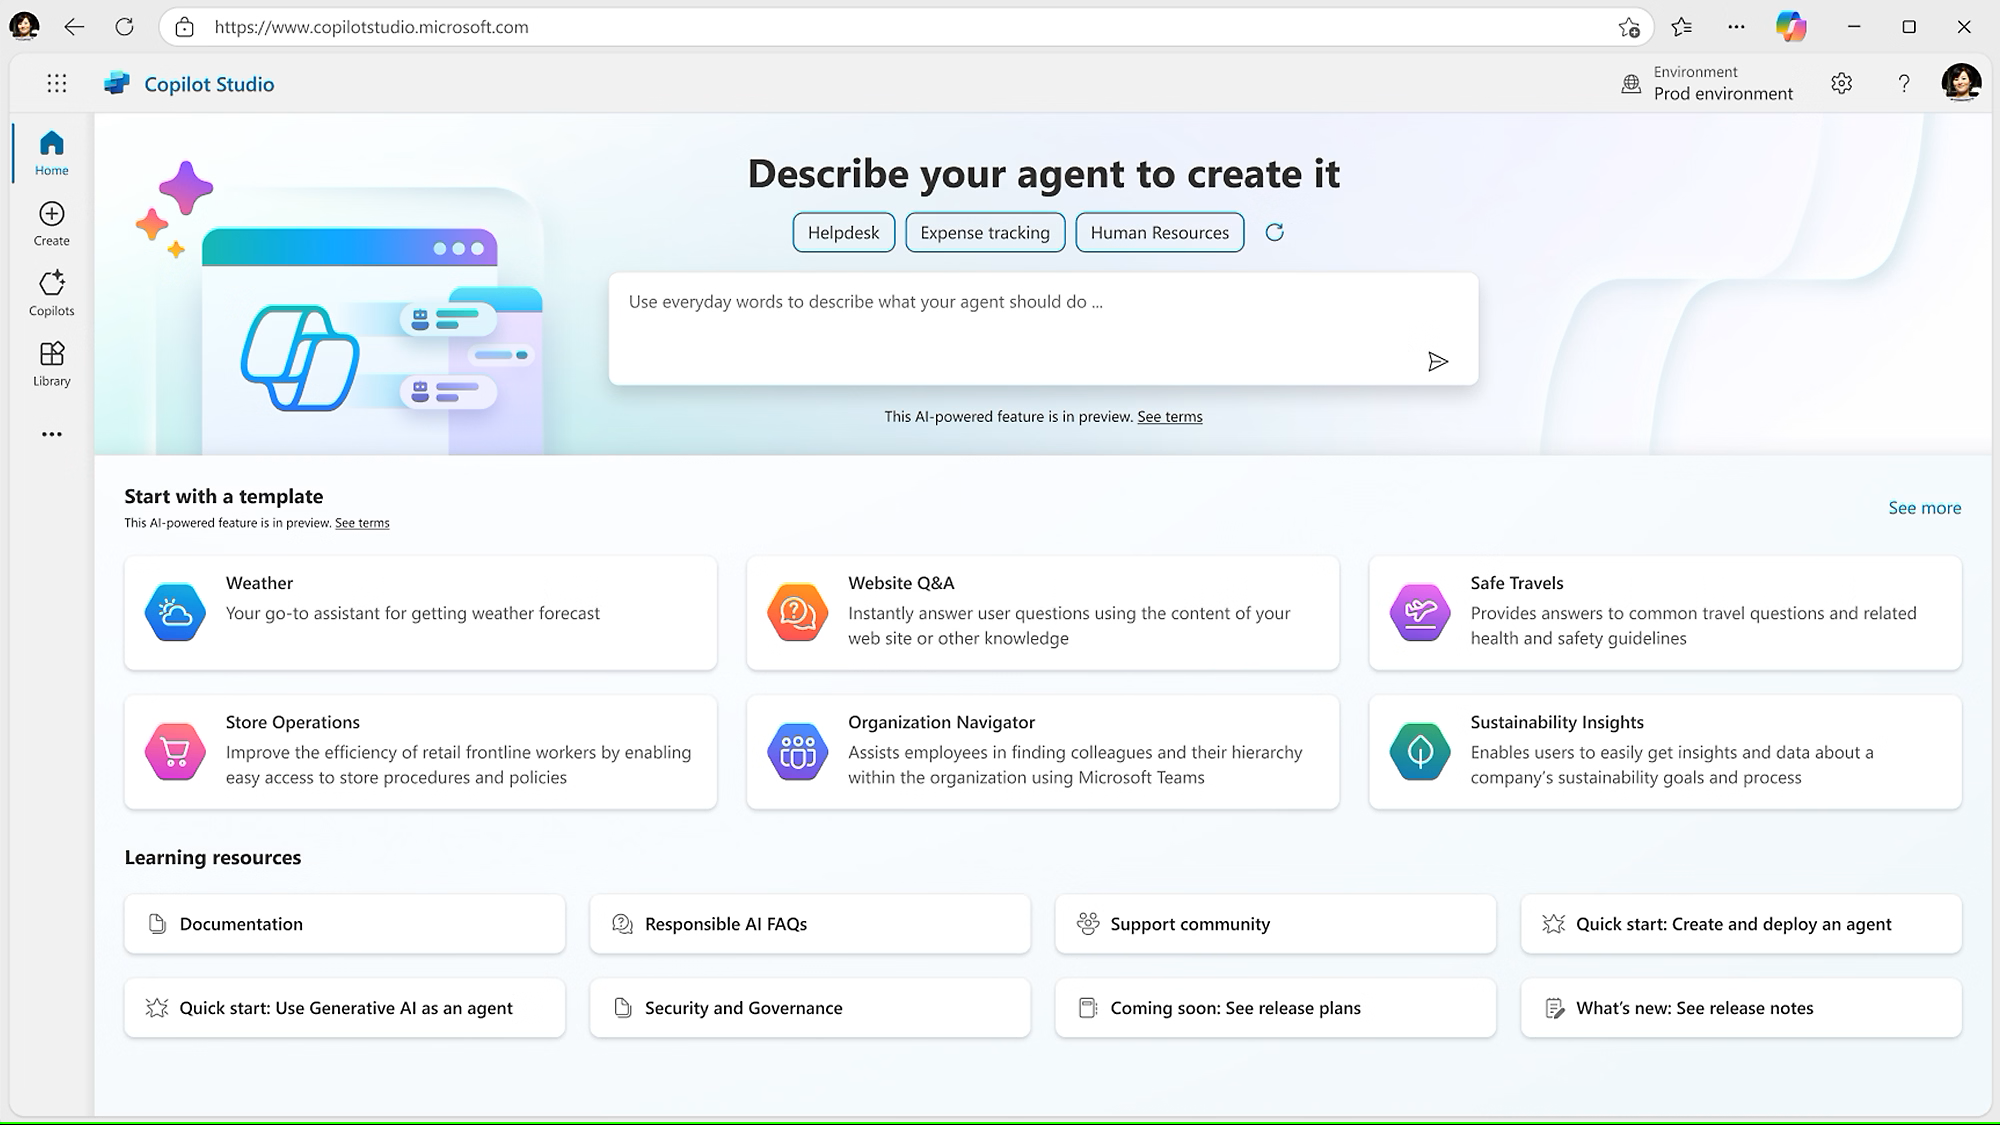 https://www.copilotstudio.microsoft.com
Copilot Studio
Environment
Prod environment
?
Home
Create
Copilots
Library
Describe your agent to create it
Helpdesk
Expense tracking
Human Resources
Use everyday words to describe what your agent should do ...
This AI-powered feature is in preview. See terms
Start with a template
This AI-powered feature is in preview. See terms
See more
Weather
Your go-to assistant for getting weather forecast
Website Q&A
Instantly answer user questions using the content of your
web site or other knowledge
Safe Travels
Provides answers to common travel questions and related
health and safety guidelines
Store Operations
Improve the efficiency of retail frontline workers by enabling
easy access to store procedures and policies
Organization Navigator
Assists employees in finding colleagues and their hierarchy
within the organization using Microsoft Teams
Sustainability Insights
Enables users to easily get insights and data about a
company's sustainability goals and process
Learning resources
Documentation
Responsible AI FAQs
Support community
Quick start: Create and deploy an agent
Quick start: Use Generative AI as an agent
Security and Governance
Coming soon: See release plans
What's new: See release notes